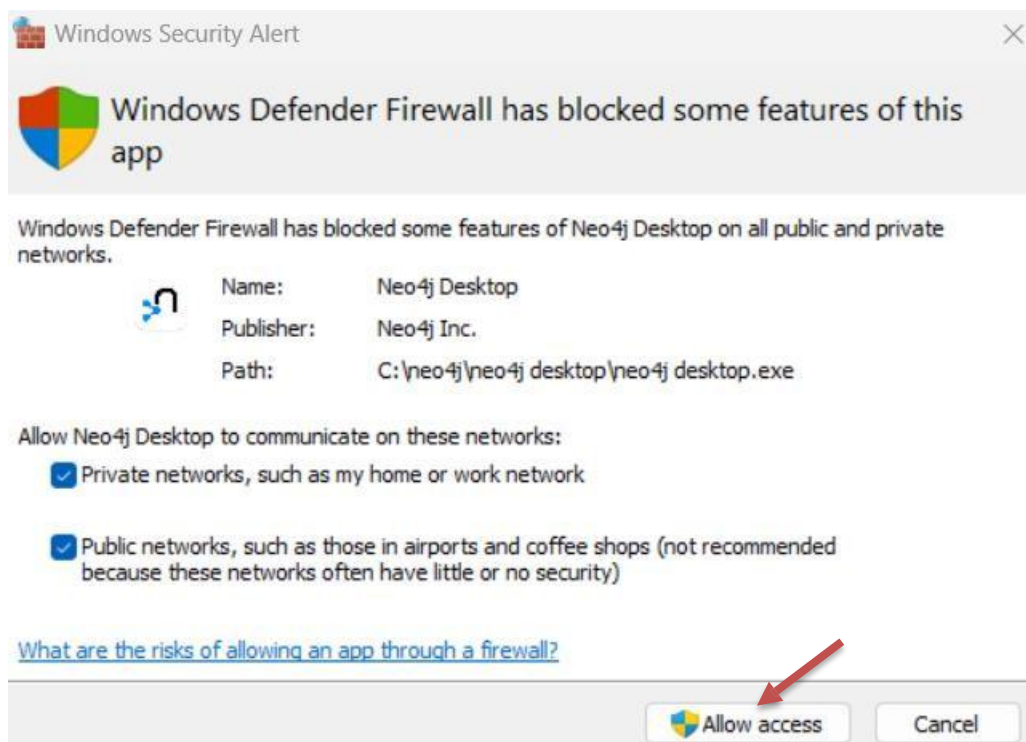 Windows Security Alert
Windows Defender Firewall has blocked some features of this
app
Windows Defender Firewall has blocked some features of Neo4j Desktop on all public and private
networks.
Name: Neo4j Desktop
Publisher: Neo4j Inc.
Path: C:\neo4j\neo4j desktop\neo4j desktop.exe
Allow Neo4j Desktop to communicate on these networks:
Private networks, such as my home or work network
Public networks, such as those in airports and coffee shops (not recommended
because these networks often have little or no security)
What are the risks of allowing an app through a firewall?
Allow access Cancel